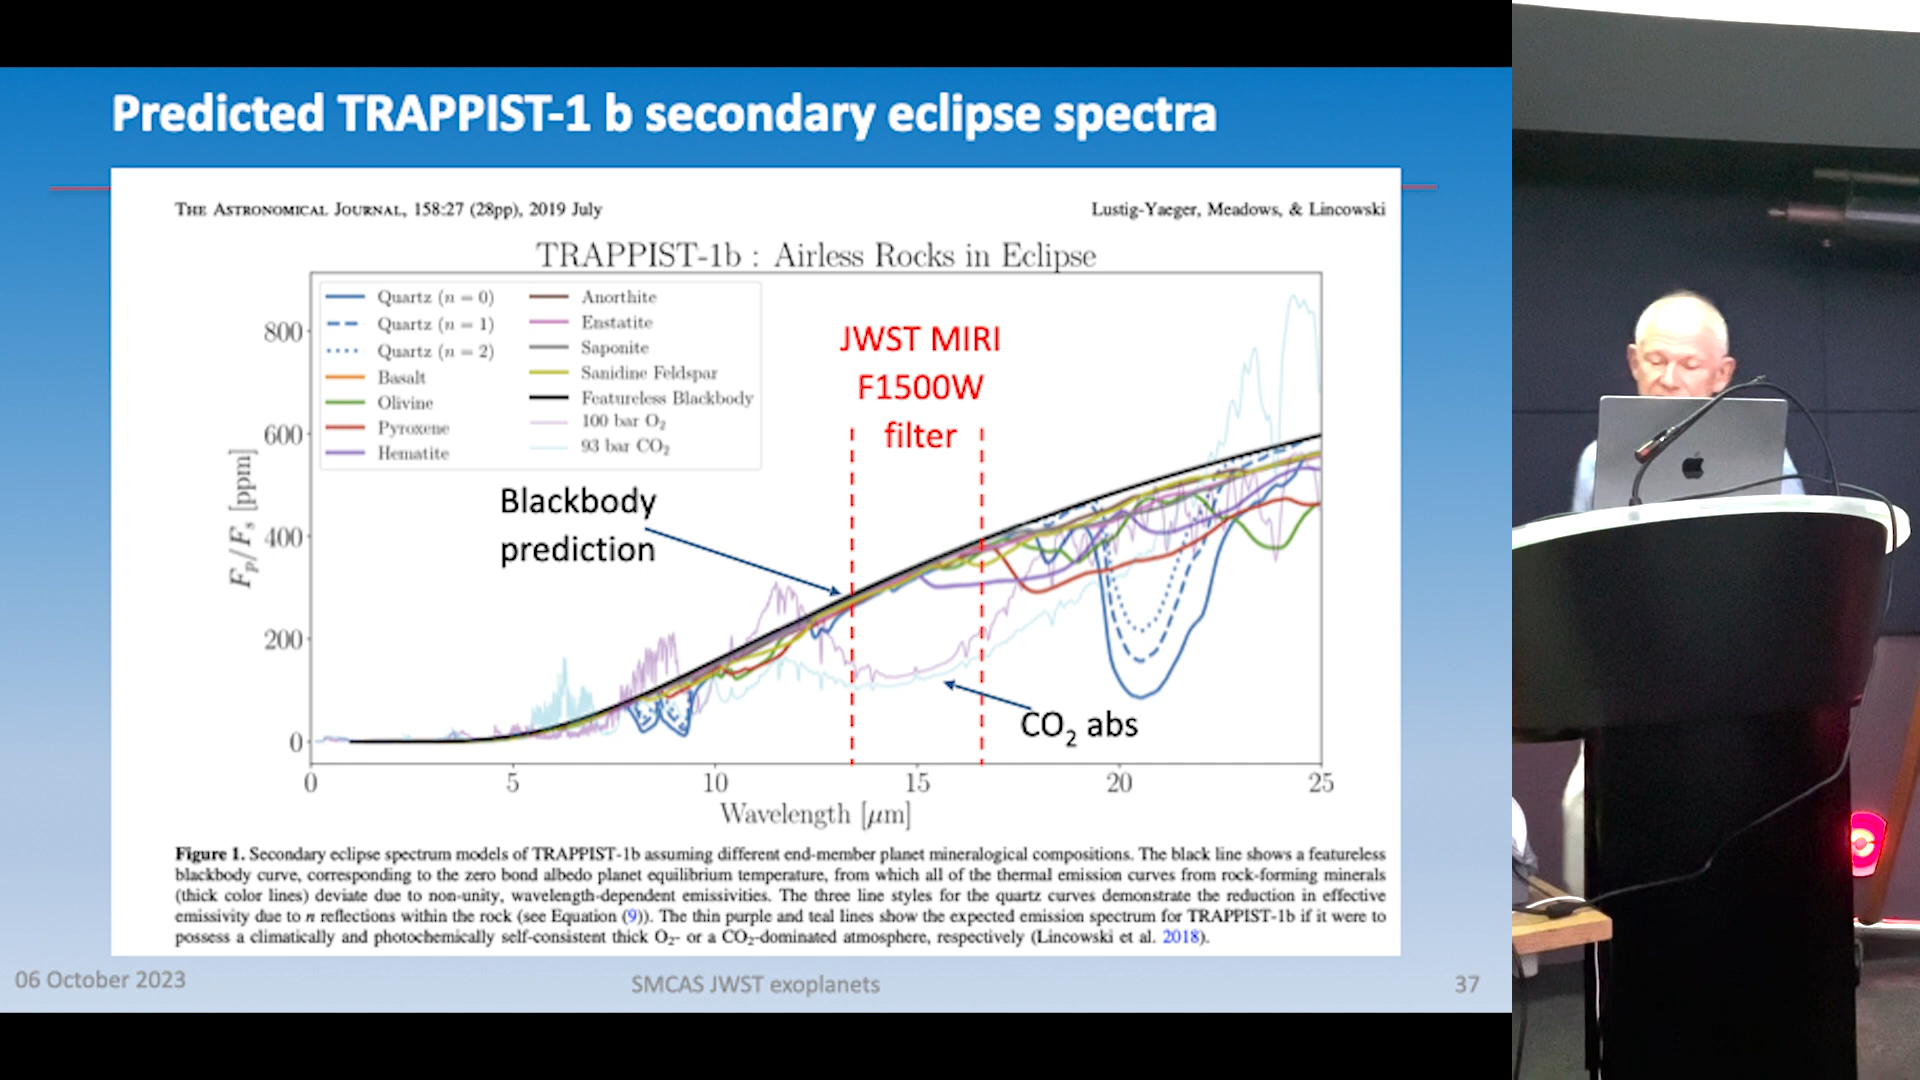 Predicted TRAPPIST-1 b secondary eclipse spectra
THE ASTRONOMICAL JOURNAL, 158:27 (28pp), 2019 July
Lustig-Yaeger, Meadows, & Lincowski
TRAPPIST-1b : Airless Rocks in Eclipse
Quartz (n = 0)
Quartz (n = 1)
Quartz (n = 2)
Basalt
Olivine
Pyroxene
Hematite
Anorthite
Enstatite
Saponite
Sanidine Feldspar
Featureless Blackbody
100 bar O₂
93 bar CO₂
JWST MIRI
F1500W
filter
Blackbody
prediction
CO₂ abs
Fₚ/Fₛ [ppm]
800
600
400
200
0
0 5 10 15 20 25
Wavelength [μm]
Figure 1. Secondary eclipse spectrum models of TRAPPIST-1b assuming different end-member planet mineralogical compositions. The black line shows a featureless
blackbody curve, corresponding to the zero bond albedo planet equilibrium temperature, from which all of the thermal emission curves from rock-forming minerals
(thick color lines) deviate due to non-unity, wavelength-dependent emissivities. The three line styles for the quartz curves demonstrate the reduction in effective
emissivity due to n reflections within the rock (see Equation (9)). The thin purple and teal lines show the expected emission spectrum for TRAPPIST-1b if it were to
possess a climatically and photochemically self-consistent thick O₂- or a CO₂-dominated atmosphere, respectively (Lincowski et al. 2018).
06 October 2023
SMCAS JWST exoplanets
37